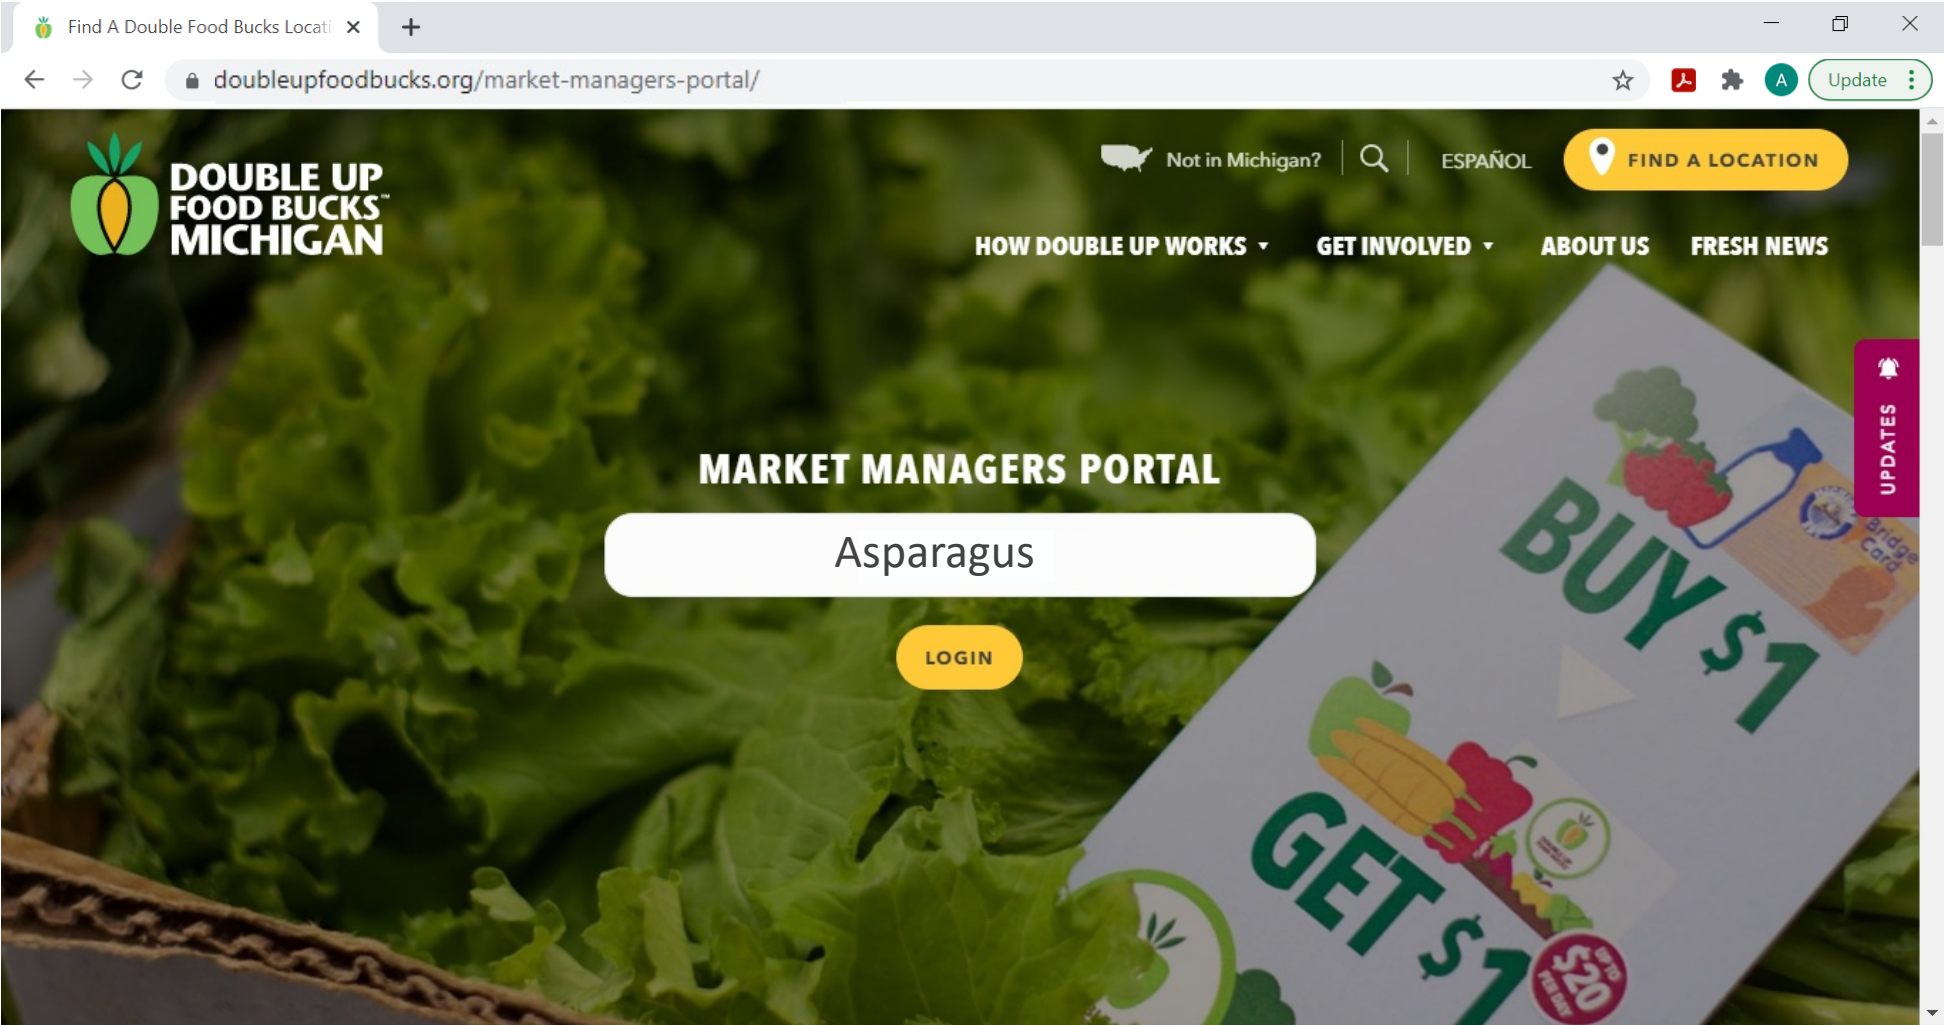 Find A Double Food Bucks Locati
doubleupfoodbucks.org/market-managers-portal/
A
Update
DOUBLE UP
FOOD BUCKS™
MICHIGAN
Not in Michigan?
ESPAÑOL
FIND A LOCATION
HOW DOUBLE UP WORKS
GET INVOLVED
ABOUT US
FRESH NEWS
UPDATES
MARKET MANAGERS PORTAL
Asparagus
LOGIN
Bridge
Card
BUY $1
GET $1
UP TO
$20
PER DAY